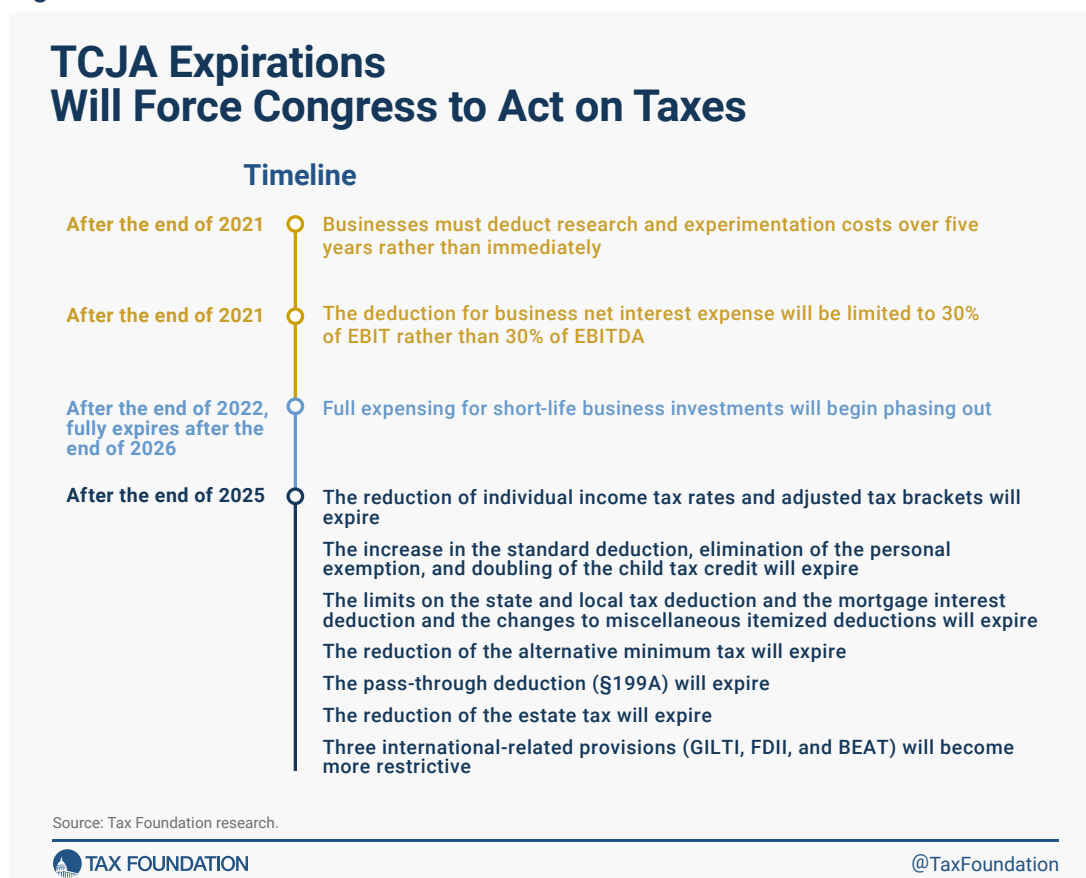 TCJA Expirations
Will Force Congress to Act on Taxes
Timeline
After the end of 2021
Businesses must deduct research and experimentation costs over five
years rather than immediately
After the end of 2021
The deduction for business net interest expense will be limited to 30%
of EBIT rather than 30% of EBITDA
After the end of 2022,
fully expires after the
end of 2026
Full expensing for short-life business investments will begin phasing out
After the end of 2025
The reduction of individual income tax rates and adjusted tax brackets will
expire
The increase in the standard deduction, elimination of the personal
exemption, and doubling of the child tax credit will expire
The limits on the state and local tax deduction and the mortgage interest
deduction and the changes to miscellaneous itemized deductions will expire
The reduction of the alternative minimum tax will expire
The pass-through deduction (§199A) will expire
The reduction of the estate tax will expire
Three international-related provisions (GILTI, FDII, and BEAT) will become
more restrictive
Source: Tax Foundation research.
TAX FOUNDATION
@TaxFoundation